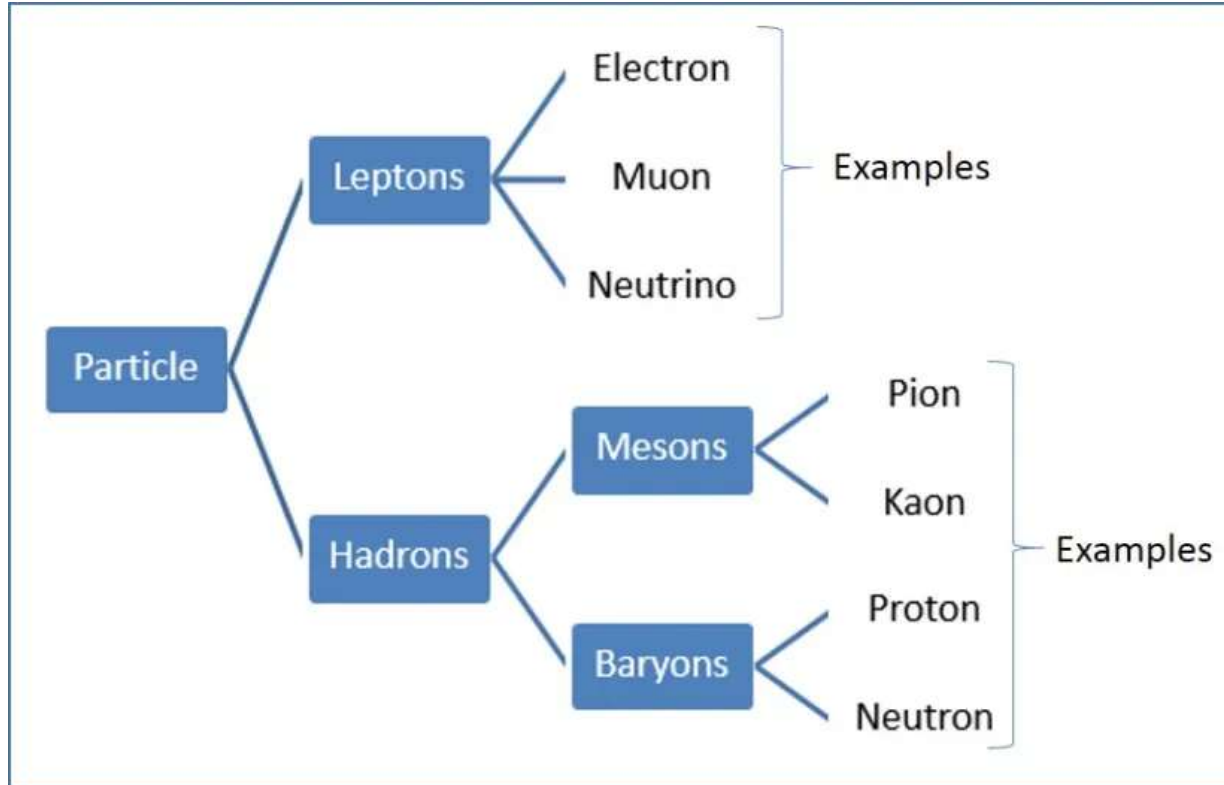 Electron
Leptons
Muon
Examples
Neutrino
Particle
Pion
Mesons
Kaon
Hadrons
Examples
Proton
Baryons
Neutron